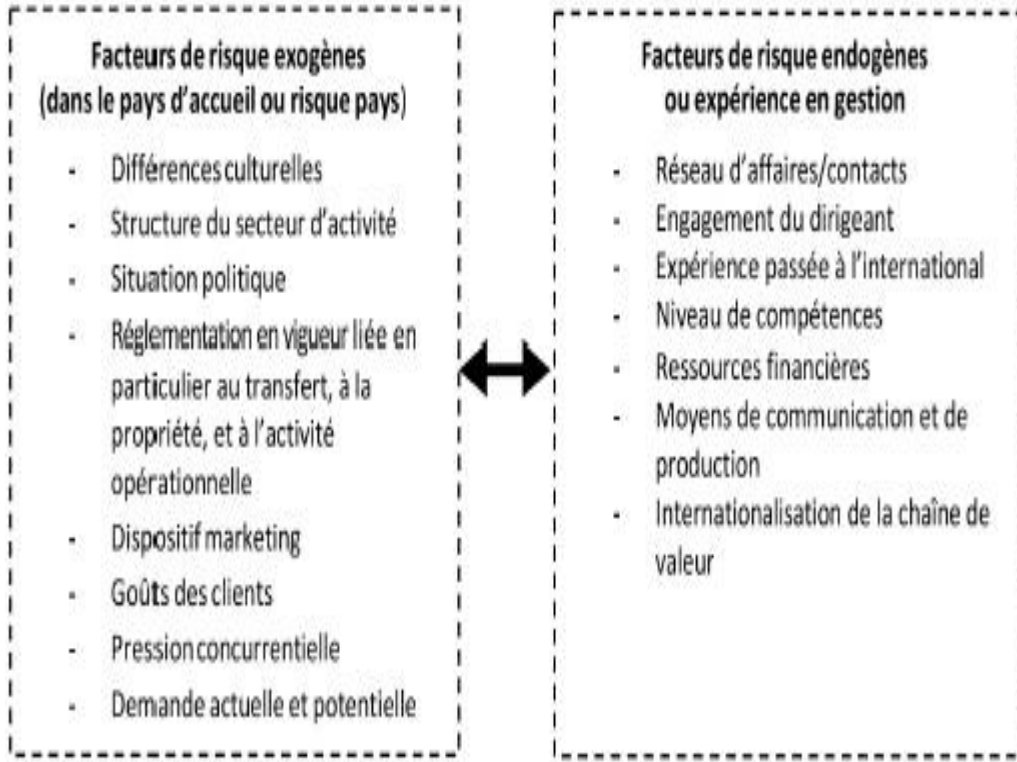 Facteurs de risque exogènes
(dans le pays d'accueil ou risque pays)
- Différences culturelles
- Structure du secteur d'activité
- Situation politique
- Réglementation en vigueur liée en
particulier au transfert, à la
propriété, et à l'activité
opérationnelle
- Dispositif marketing
- Goûts des clients
- Pression concurrentielle
- Demande actuelle et potentielle
Facteurs de risque endogènes
ou expérience en gestion
- Réseau d'affaires/contacts
- Engagement du dirigeant
- Expérience passée à l'international
- Niveau de compétences
- Ressources financières
- Moyens de communication et de
production
- Internationalisation de la chaîne de
valeur